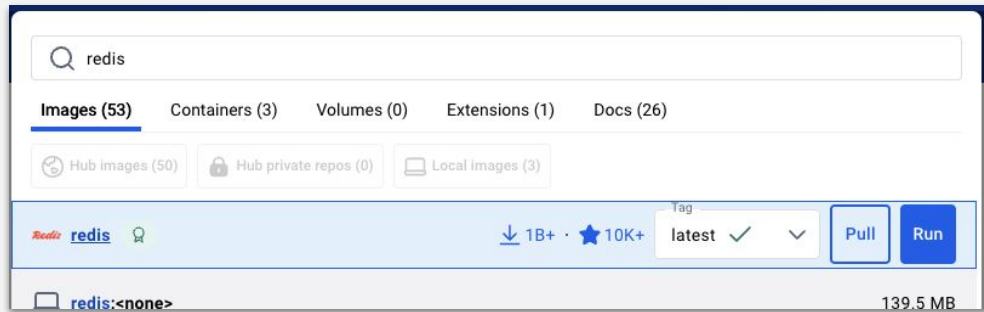 redis
Images (53) Containers (3) Volumes (0) Extensions (1) Docs (26)
Hub images (50) Hub private repos (0) Local images (3)
Tag
Redis redis 1B+ · 10K+ latest Pull Run
redis:<none> 139.5 MB